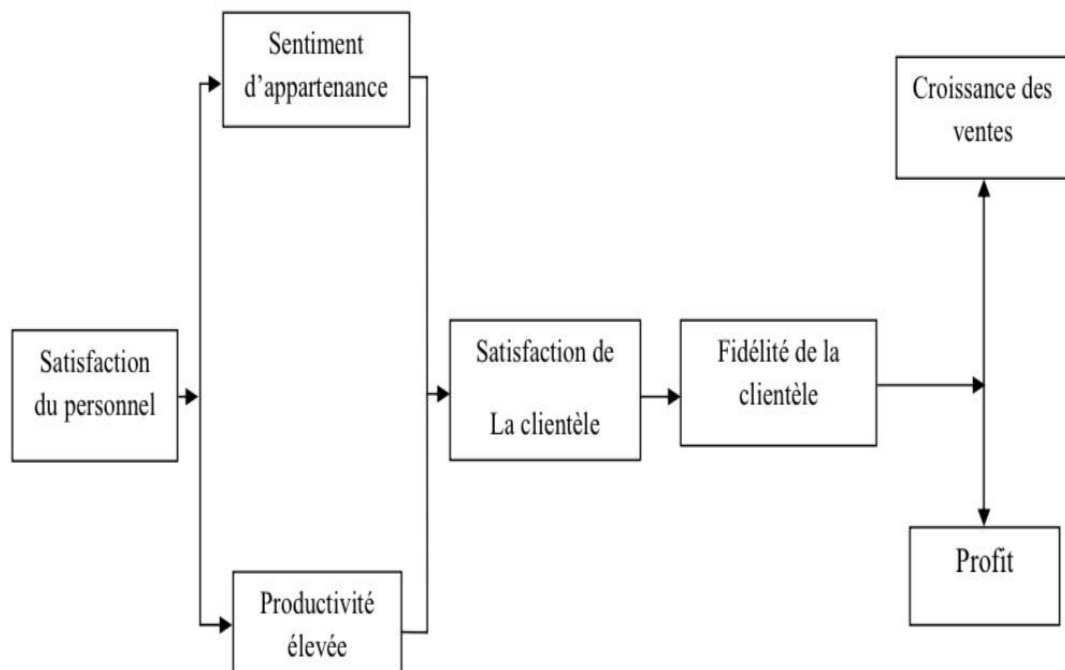 Sentiment
d’appartenance
Croissance des
ventes
Satisfaction
du personnel
Satisfaction de
La clientèle
Fidélité de la
clientèle
Productivité
élevée
Profit